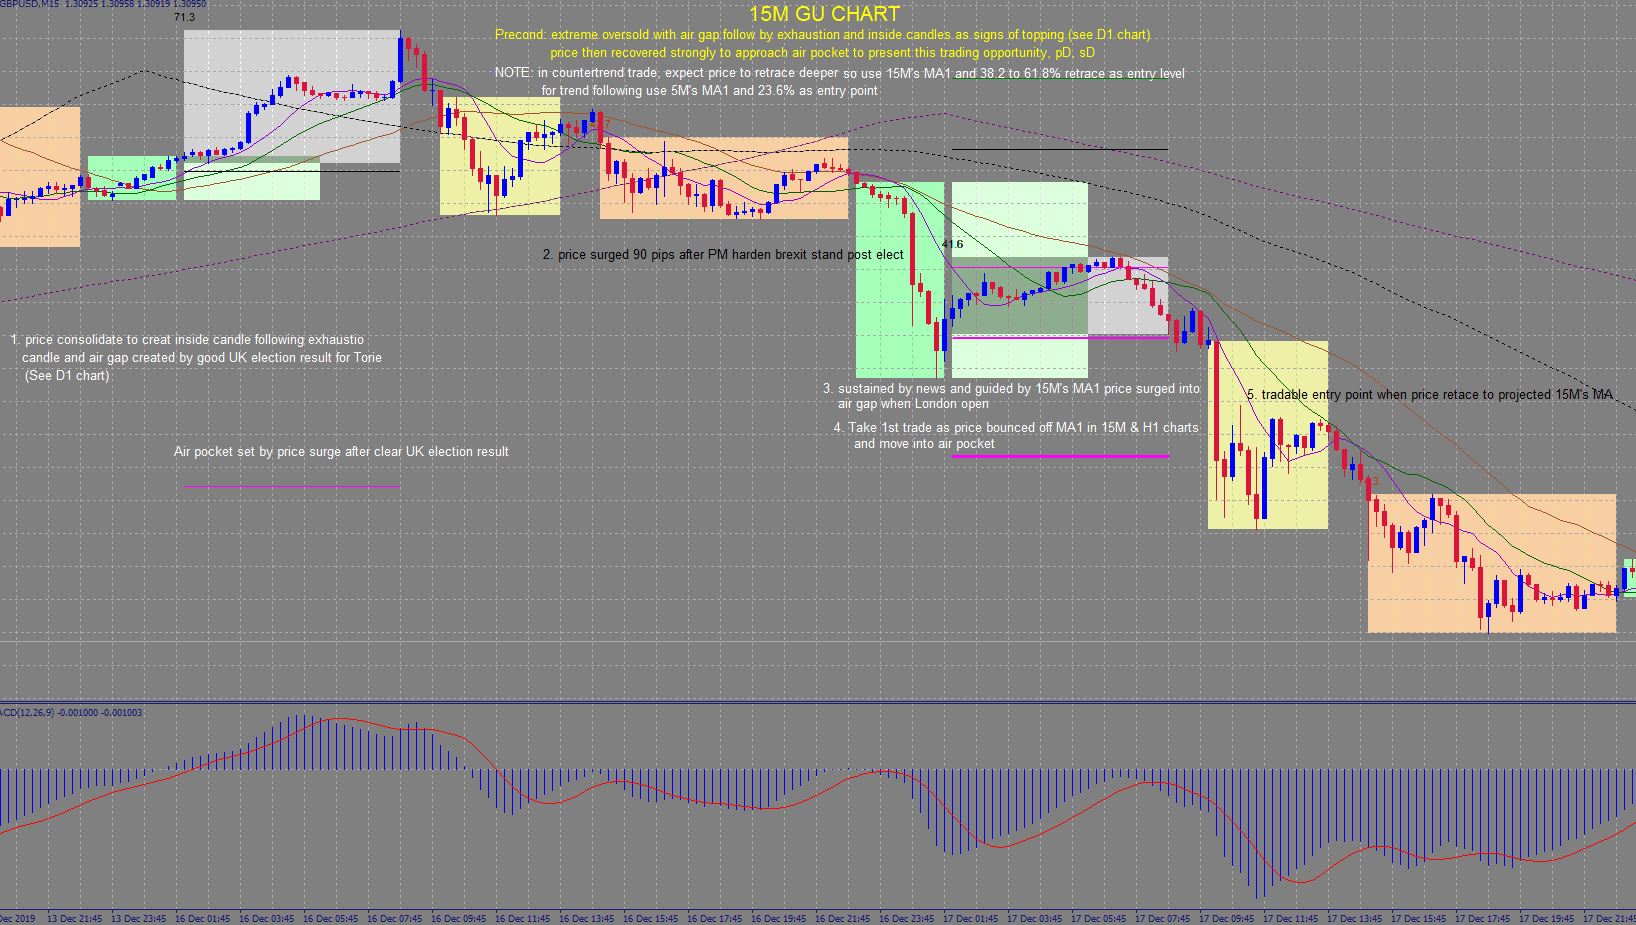 GBPUSD,M15 1.30925 1.30958 1.30919 1.30950
71.3
15M GU CHART
Precond: extreme oversold with air gap follow by exhaustion and inside candles as signs of topping (see D1 chart)
price then recovered strongly to approach air pocket to present this trading opportunity, pD, sD
NOTE: in countertrend trade, expect price to retrace deeper so use 15M's MA1 and 38.2 to 61.8% retrace as entry level
for trend following use 5M's MA1 and 23.6% as entry point
41.6
2. price surged 90 pips after PM harden brexit stand post elect
1. price consolidate to creat inside candle following exhaustio
candle and air gap created by good UK election result for Torie
(See D1 chart)
3. sustained by news and guided by 15M's MA1 price surged into
air gap when London open
5. tradable entry point when price retace to projected 15M's MA
4. Take 1st trade as price bounced off MA1 in 15M & H1 charts
and move into air pocket
Air pocket set by price surge after clear UK election result
ACD(12,26,9) -0.001000 -0.001003
Dec 2019 13 Dec 21:45 13 Dec 23:45 16 Dec 01:45 16 Dec 03:45 16 Dec 05:45 16 Dec 07:45 16 Dec 09:45 16 Dec 11:45 16 Dec 13:45 16 Dec 15:45 16 Dec 17:45 16 Dec 19:45 16 Dec 21:45 16 Dec 23:45 17 Dec 01:45 17 Dec 03:45 17 Dec 05:45 17 Dec 07:45 17 Dec 09:45 17 Dec 11:45 17 Dec 13:45 17 Dec 15:45 17 Dec 17:45 17 Dec 19:45 17 Dec 21:45